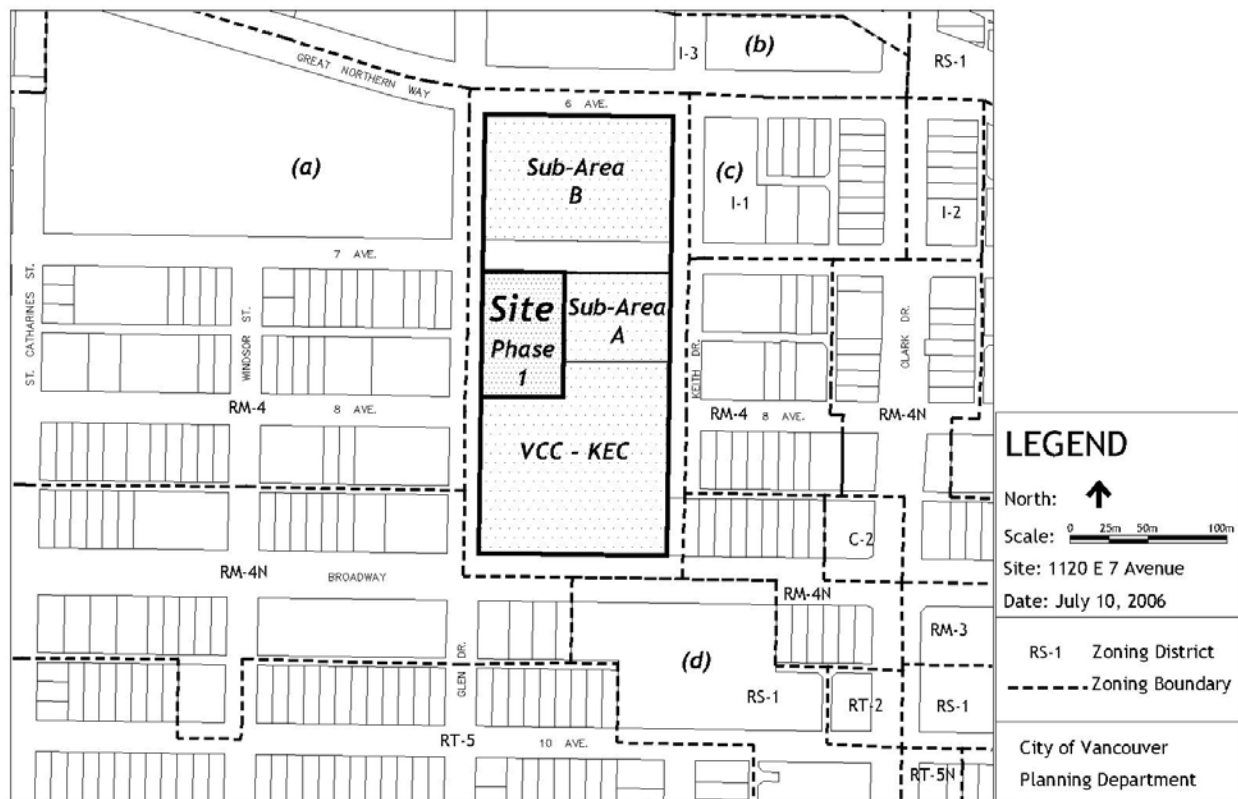 (b)
I-3
RS-1
GREAT NORTHERN WAY
6 AVE.
(a)
Sub-Area
B
(c)
I-1
I-2
7 AVE.
ST. CATHARINES ST.
WINDSOR ST.
Site
Phase
1
Sub-Area
A
KEITH DR.
CLARK DR.
RM-4
8 AVE.
RM-4
8 AVE.
RM-4N
VCC - KEC
C-2
RM-4N
BROADWAY
RM-4N
RM-3
GLEN DR.
(d)
RS-1
RT-2
RS-1
RT-5
10 AVE.
RT-5N
LEGEND
North:
Scale: 0 25m 50m 100m
Site: 1120 E 7 Avenue
Date: July 10, 2006
RS-1 Zoning District
Zoning Boundary
City of Vancouver
Planning Department